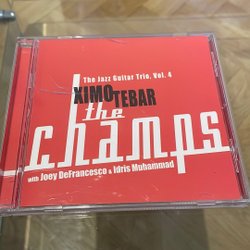 The Jazz Guitar Trio, Vol. 4
XIMO TEBAR
the
champs
with Joey DeFrancesco & Idris Muhammad